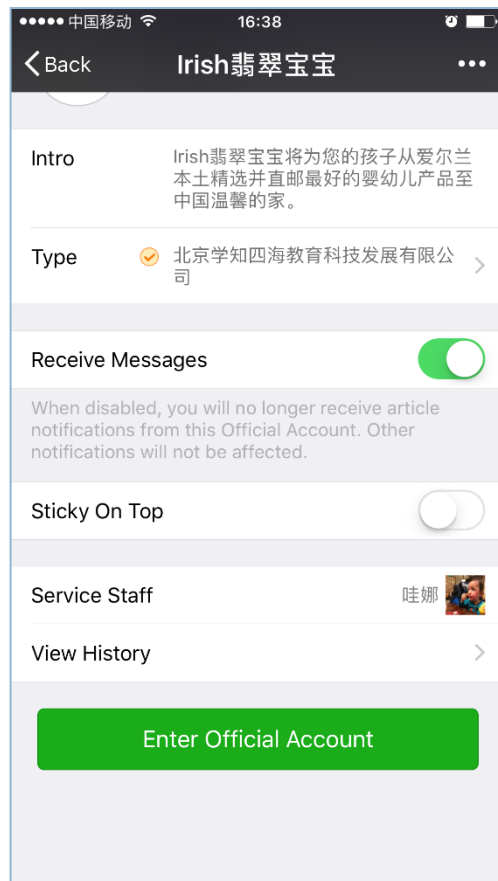 中国移动 16:38
Back Irish翡翠宝宝
Intro Irish翡翠宝宝将为您的孩子从爱尔兰
本土精选并直邮最好的婴幼儿产品至
中国温馨的家。
Type 北京学知四海教育科技发展有限公
司
Receive Messages
When disabled, you will no longer receive article
notifications from this Official Account. Other
notifications will not be affected.
Sticky On Top
Service Staff 哇娜
View History
Enter Official Account